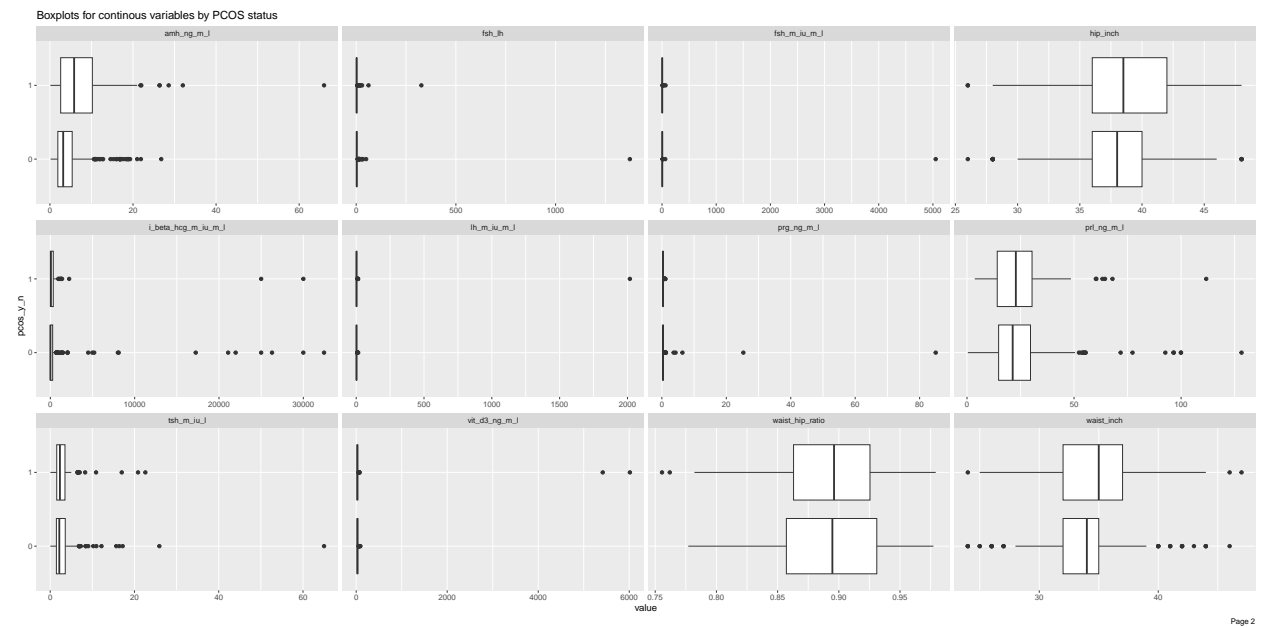 Boxplots for continous variables by PCOS status
amh_ng_m_l fsh_lh fsh_m_iu_m_l hip_inch
1
0
0 20 40 60 0 500 1000 0 1000 2000 3000 4000 5000 25 30 35 40 45
i_beta_hcg_m_iu_m_l lh_m_iu_m_l prg_ng_m_l prl_ng_m_l
1
pcos_y_n
0
0 10000 20000 30000 0 500 1000 1500 2000 0 20 40 60 80 0 50 100
tsh_m_iu_l vit_d3_ng_m_l waist_hip_ratio waist_inch
1
0
0 20 40 60 0 2000 4000 6000 0.75 0.80 0.85 0.90 0.95 30 40
value
Page 2